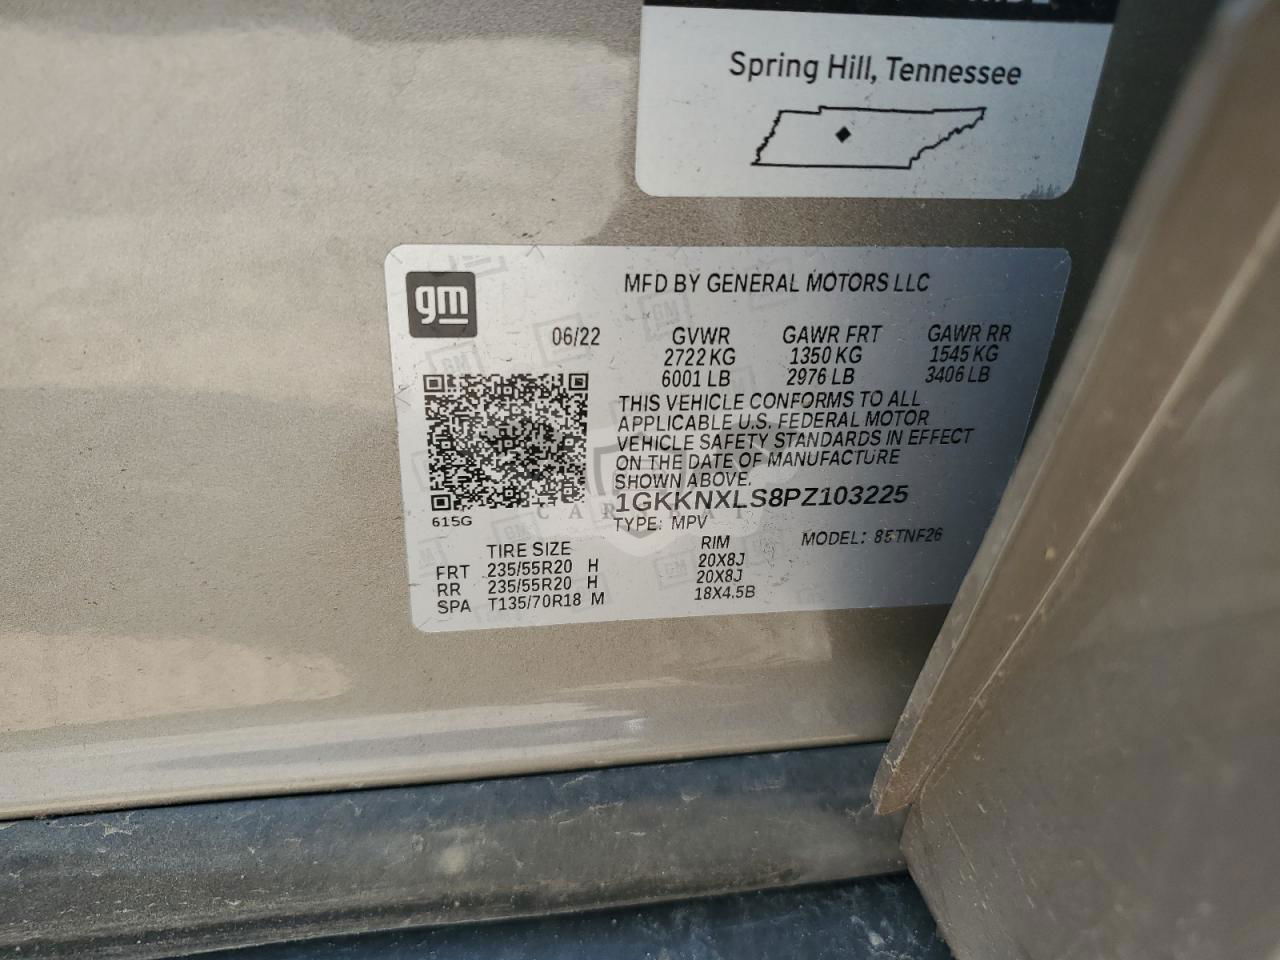 Spring Hill, Tennessee
gm
MFD BY GENERAL MOTORS LLC
06/22 GVWR GAWR FRT GAWR RR
2722 KG 1350 KG 1545 KG
6001 LB 2976 LB 3406 LB
THIS VEHICLE CONFORMS TO ALL
APPLICABLE U.S. FEDERAL MOTOR
VEHICLE SAFETY STANDARDS IN EFFECT
ON THE DATE OF MANUFACTURE
SHOWN ABOVE.
1GKKNXLS8PZ103225
615G
TYPE: MPV MODEL: 85TNF26
TIRE SIZE RIM
FRT 235/55R20 H 20X8J
RR 235/55R20 H 20X8J
SPA T135/70R18 M 18X4.5B